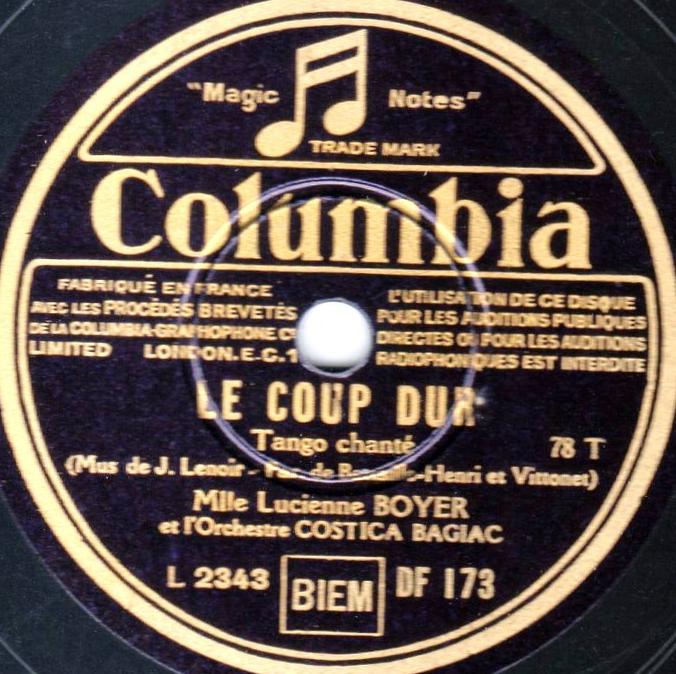 "Magic Notes"
TRADE MARK
Columbia
FABRIQUÉ EN FRANCE
AVEC LES PROCÉDÉS BREVETÉS
DE LA COLUMBIA-GRAPHOPHONE Cº
LIMITED LONDON.E.C.1
L'UTILISATION DE CE DISQUE
POUR LES AUDITIONS PUBLIQUES
DIRECTES OU POUR LES AUDITIONS
RADIOPHONIQUES EST INTERDITE
LE COUP DUR
Tango chanté
78 T
(Mus de J. Lenoir - de -Henri et Vittonet)
Mlle Lucienne BOYER
et l'Orchestre COSTICA BAGIAC
L 2343 BIEM DF 173